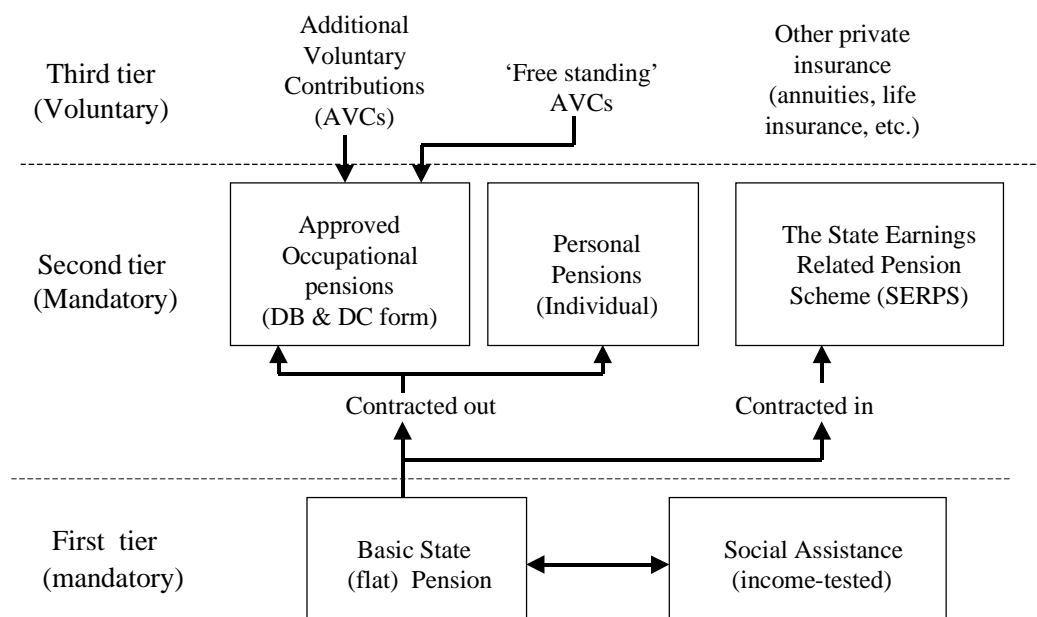 Third tier
(Voluntary)
Additional
Voluntary
Contributions
(AVCs)
‘Free standing’
AVCs
Other private
insurance
(annuities, life
insurance, etc.)
Second tier
(Mandatory)
Approved
Occupational
pensions
(DB & DC form)
Personal
Pensions
(Individual)
The State Earnings
Related Pension
Scheme (SERPS)
Contracted out
Contracted in
First tier
(mandatory)
Basic State
(flat) Pension
Social Assistance
(income-tested)